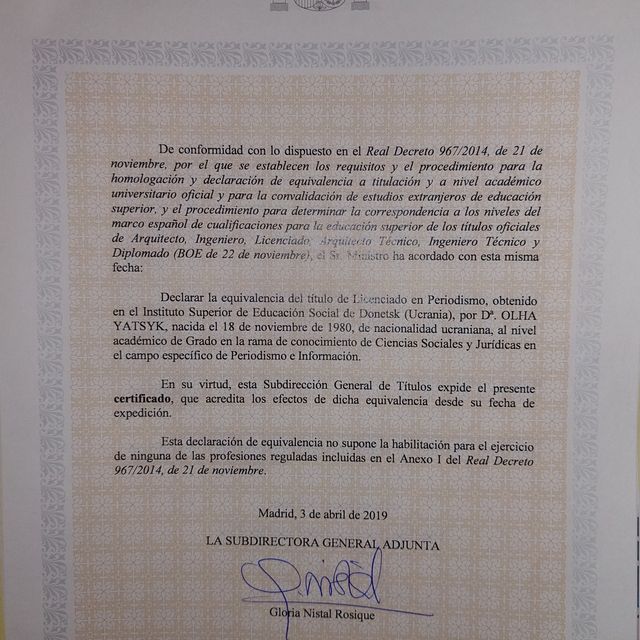 De conformidad con lo dispuesto en el Real Decreto 967/2014, de 21 de
noviembre, por el que se establecen los requisitos y el procedimiento para la
homologación y declaración de equivalencia a titulación y a nivel académico
universitario oficial y para la convalidación de estudios extranjeros de educación
superior, y el procedimiento para determinar la correspondencia a los niveles del
marco español de cualificaciones para la educación superior de los títulos oficiales
de Arquitecto, Ingeniero, Licenciado, Arquitecto Técnico, Ingeniero Técnico y
Diplomado (BOE de 22 de noviembre), el Sr. Ministro ha acordado con esta misma
fecha:
Declarar la equivalencia del título de Licenciado en Periodismo, obtenido
en el Instituto Superior de Educación Social de Donetsk (Ucrania), por Dª. OLHA
YATSYK, nacida el 18 de noviembre de 1980, de nacionalidad ucraniana, al nivel
académico de Grado en la rama de conocimiento de Ciencias Sociales y Jurídicas en
el campo específico de Periodismo e Información.
En su virtud, esta Subdirección General de Títulos expide el presente
certificado, que acredita los efectos de dicha equivalencia desde su fecha de
expedición.
Esta declaración de equivalencia no supone la habilitación para el ejercicio
de ninguna de las profesiones reguladas incluidas en el Anexo I del Real Decreto
967/2014, de 21 de noviembre.
Madrid, 3 de abril de 2019
LA SUBDIRECTORA GENERAL ADJUNTA
Gloria Nistal Rosique